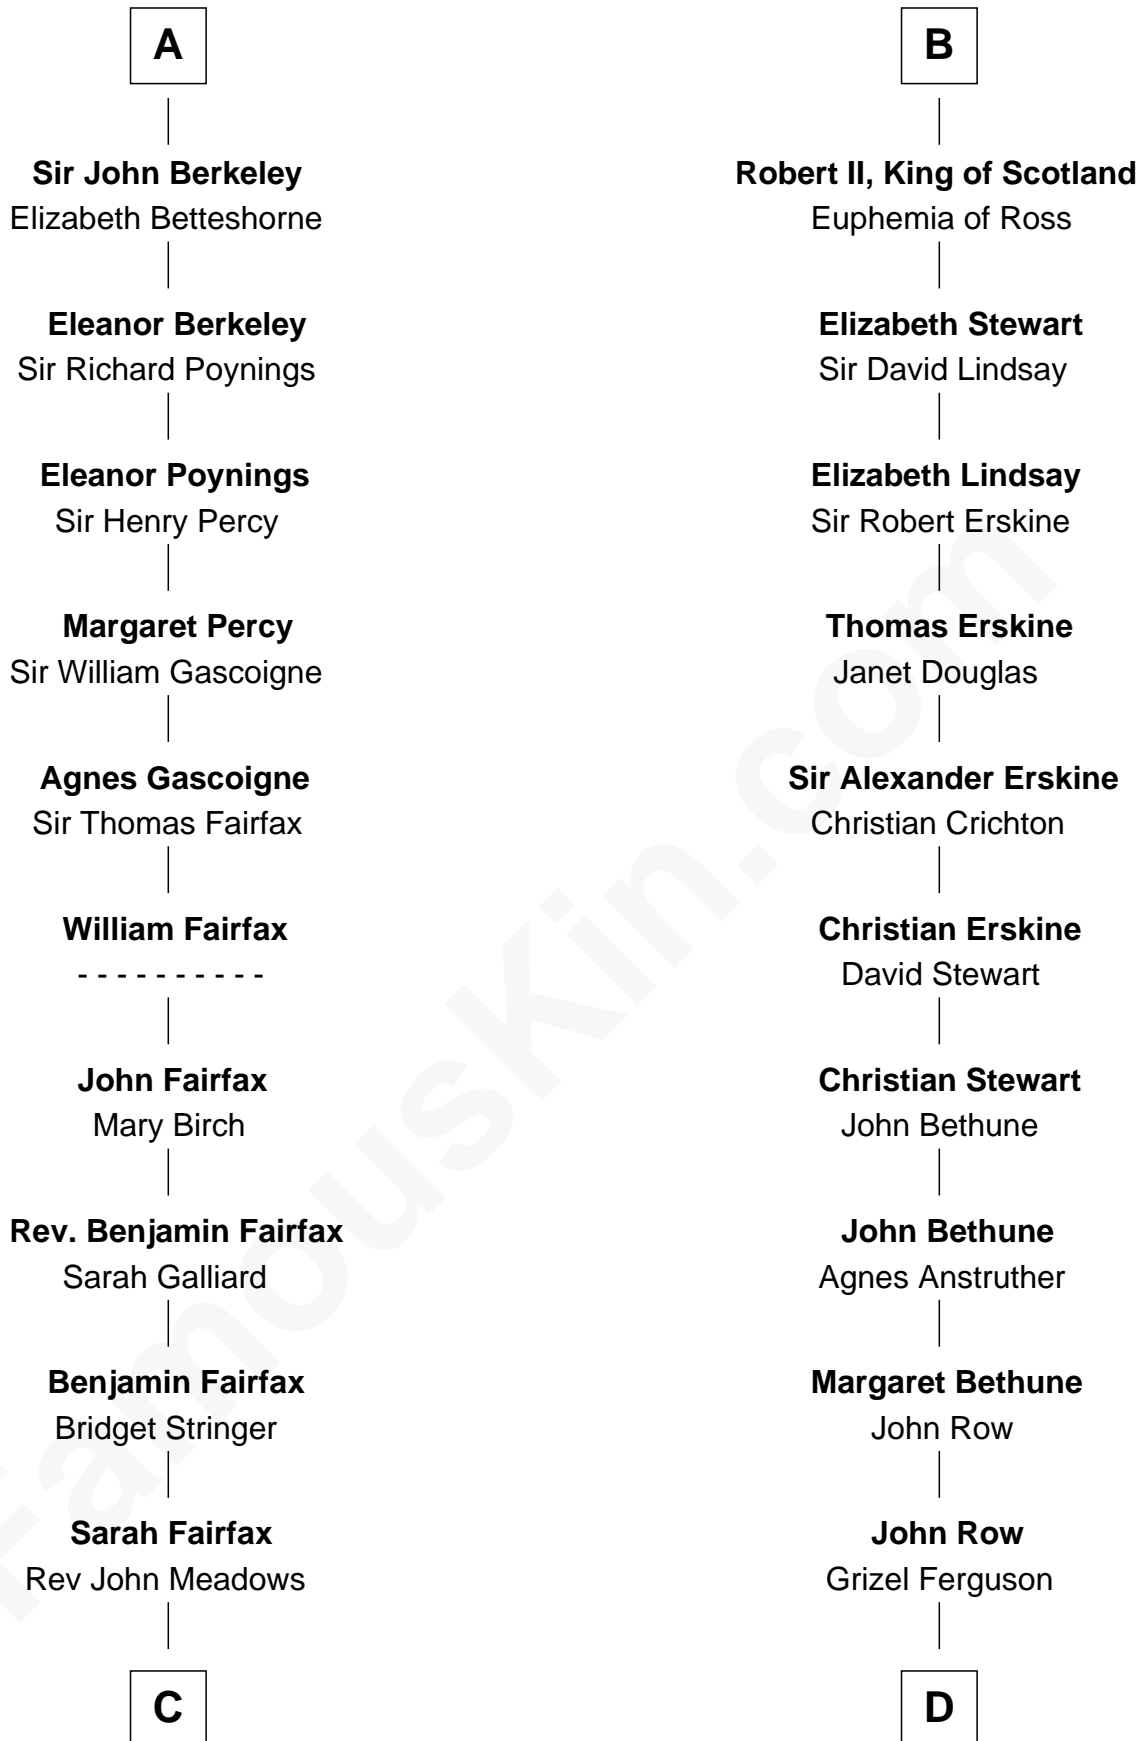 A
Sir John Berkeley
Elizabeth Betteshorne
Eleanor Berkeley
Sir Richard Poynings
Eleanor Poynings
Sir Henry Percy
Margaret Percy
Sir William Gascoigne
Agnes Gascoigne
Sir Thomas Fairfax
William Fairfax
- - - - - - - - - -
John Fairfax
Mary Birch
Rev. Benjamin Fairfax
Sarah Galliard
Benjamin Fairfax
Bridget Stringer
Sarah Fairfax
Rev John Meadows
C
B
Robert II, King of Scotland
Euphemia of Ross
Elizabeth Stewart
Sir David Lindsay
Elizabeth Lindsay
Sir Robert Erskine
Thomas Erskine
Janet Douglas
Sir Alexander Erskine
Christian Crichton
Christian Erskine
David Stewart
Christian Stewart
John Bethune
John Bethune
Agnes Anstruther
Margaret Bethune
John Row
John Row
Grizel Ferguson
D
FamousKin.com